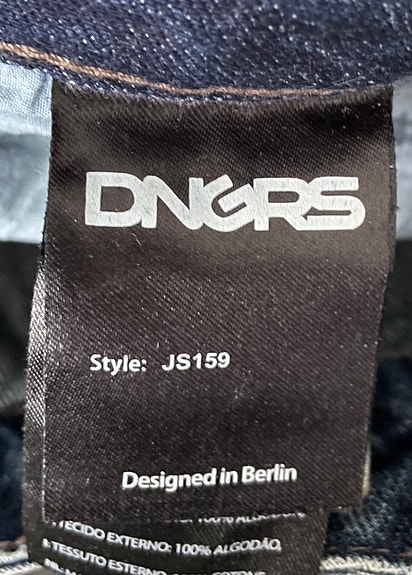 DNGRS
Style: JS159
Designed in Berlin
TECIDO EXTERNO: 100% ALGODÃO,
TESSUTO ESTERNO: